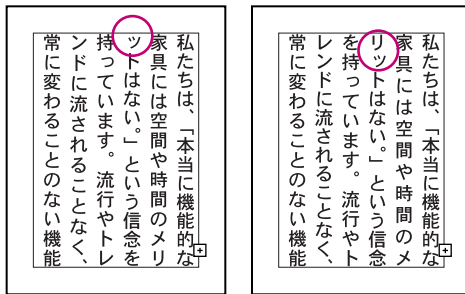 私たちは、「本当に機能的な
家具には空間や時間のメリ
ットはない。」という信念を
持っています。流行やトレ
ンドに流されることなく、
常に変わることのない機能
私たちは、「本当に機能的な
家具には空間や時間のメ
リットはない。」という信念
を持っています。流行やト
レンドに流されることなく、
常に変わることのない機能